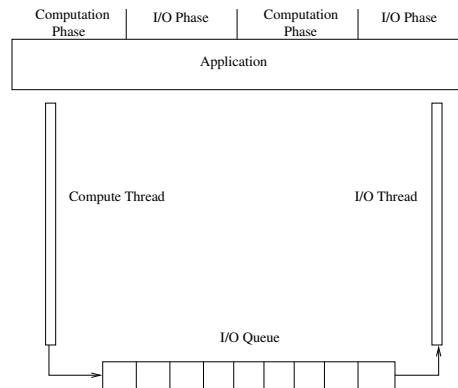 Computation
Phase
I/O Phase
Computation
Phase
I/O Phase
Application
Compute Thread
I/O Thread
I/O Queue